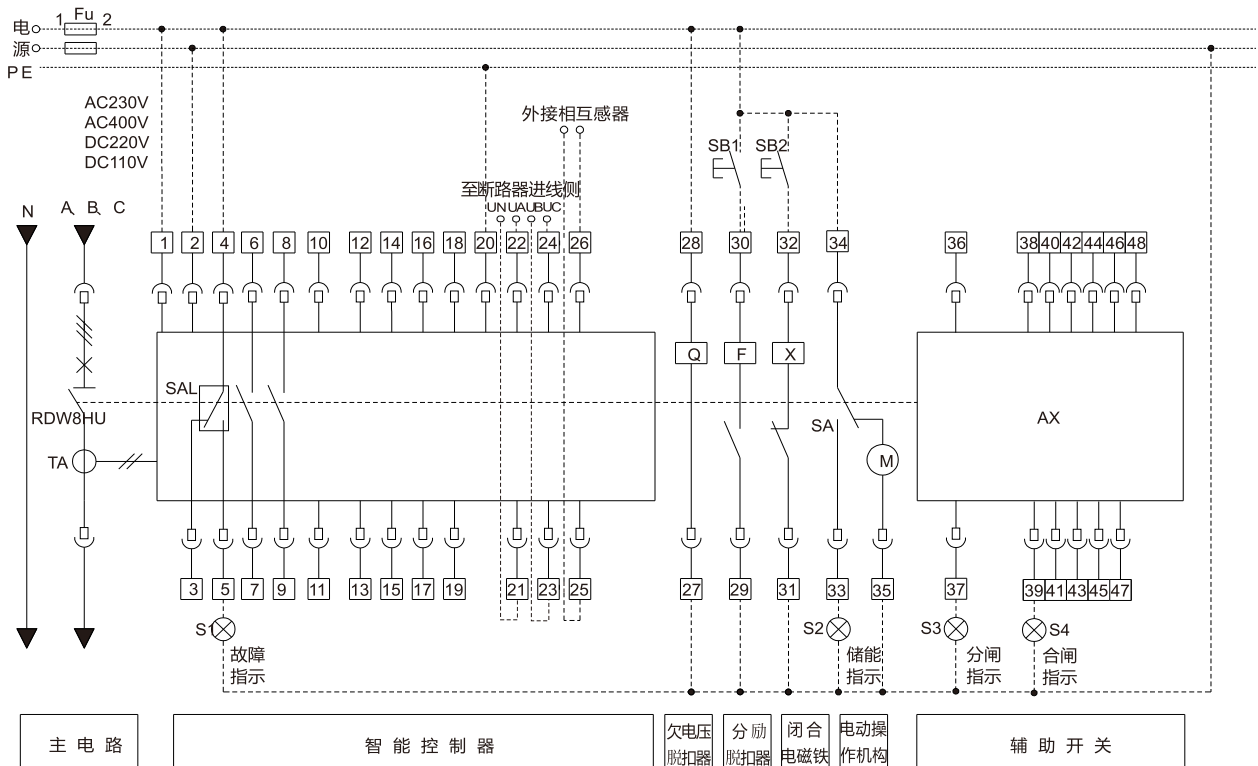 电 1 Fu 2
源
PE
AC230V
AC400V
DC220V
DC110V
外接相互感器
SB1 SB2
至断路器进线侧
UN UA UB UC
N A、B、C
1 2 4 6 8 10 12 14 16 18 20 22 24 26 28 30 32 34 36 38 40 42 44 46 48
Q F X
SAL
RDW8HU
SA
AX
TA
M
3 5 7 9 11 13 15 17 19 21 23 25 27 29 31 33 35 37 39 41 43 45 47
S1 S2 S3 S4
故障 储能 分闸 合闸
指示 指示 指示 指示
主电路
智能控制器
欠电压
脱扣器
分励
脱扣器
闭合
电磁铁
电动操
作机构
辅助开关